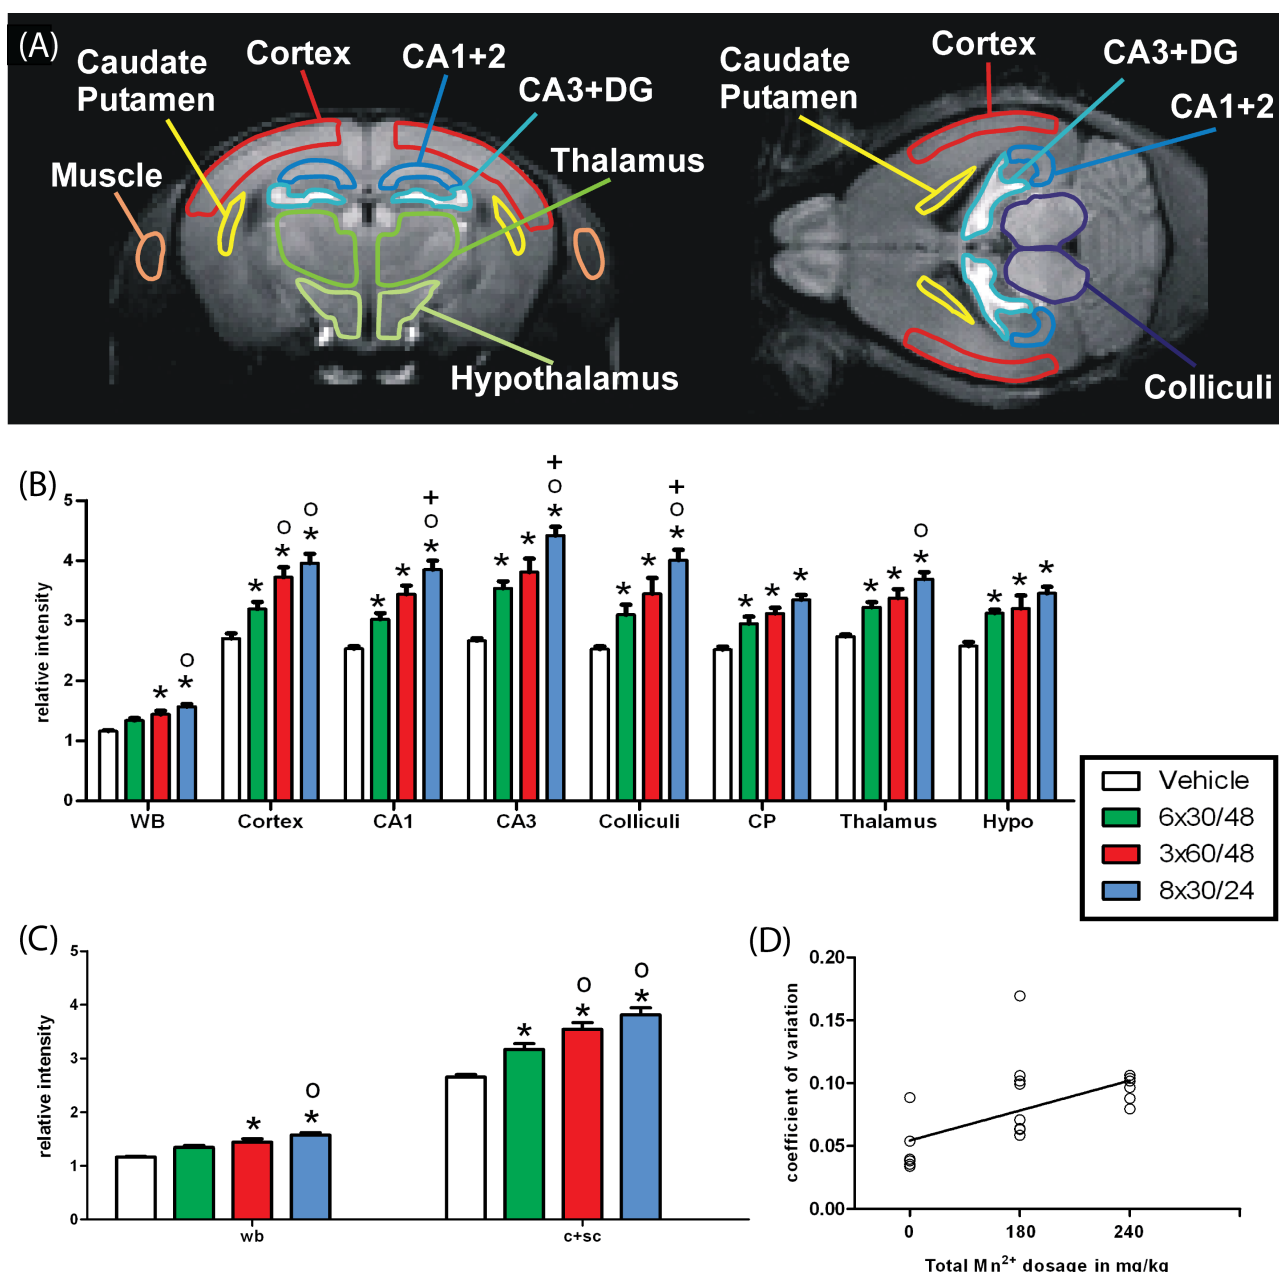 (A)
Caudate
Putamen
Cortex
CA1+2
CA3+DG
Muscle
Thalamus
Hypothalamus
Caudate
Putamen
Cortex
CA3+DG
CA1+2
Colliculi
(B)
relative intensity
5
4
3
2
1
0
o
*
*
*
o
*
o
*
*
*
+
o
*
*
*
+
o
*
*
*
+
o
*
*
*
*
*
*
o
*
*
*
*
WB
Cortex
CA1
CA3
Colliculi
CP
Thalamus
Hypo
Vehicle
6x30/48
3x60/48
8x30/24
(C)
relative intensity
5
4
3
2
1
0
*
o
*
*
o
*
o
*
wb
c+sc
(D)
coefficient of variation
0.20
0.15
0.10
0.05
0.00
0
180
240
Total Mn²⁺ dosage in mg/kg